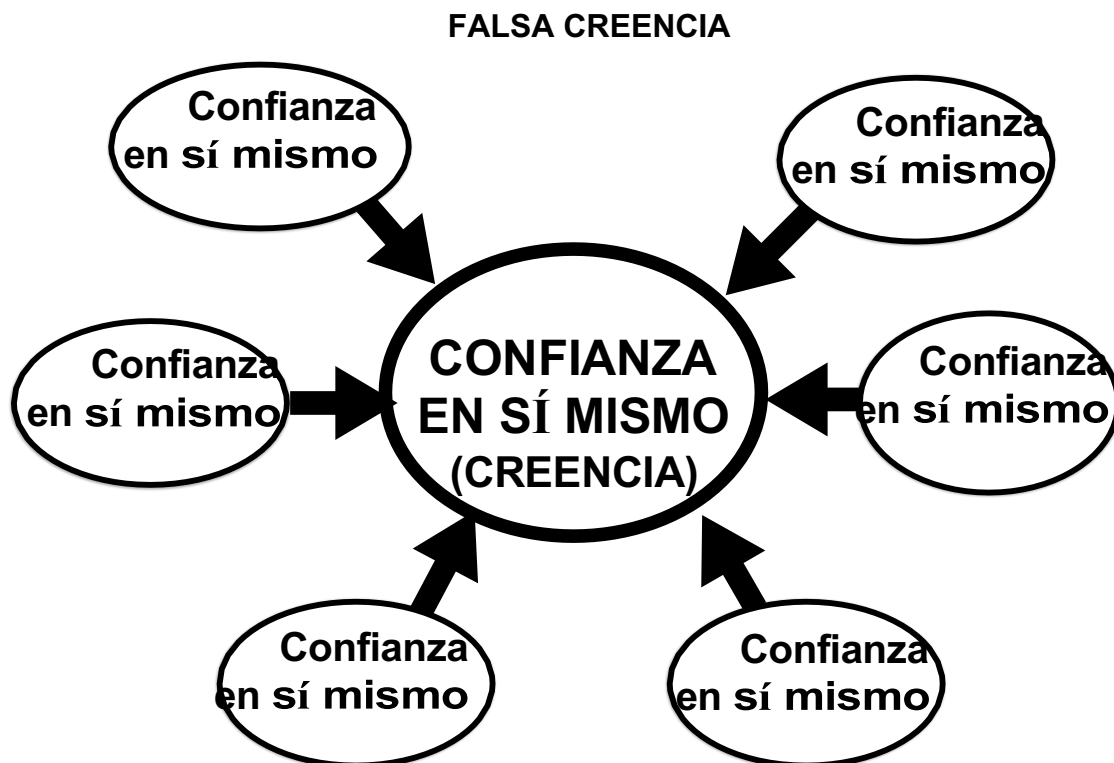 FALSA CREENCIA
Confianza
en sí mismo
Confianza
en sí mismo
CONFIANZA
EN SÍ MISMO
(CREENCIA)
Confianza
en sí mismo
Confianza
en sí mismo
Confianza
en sí mismo
Confianza
en sí mismo